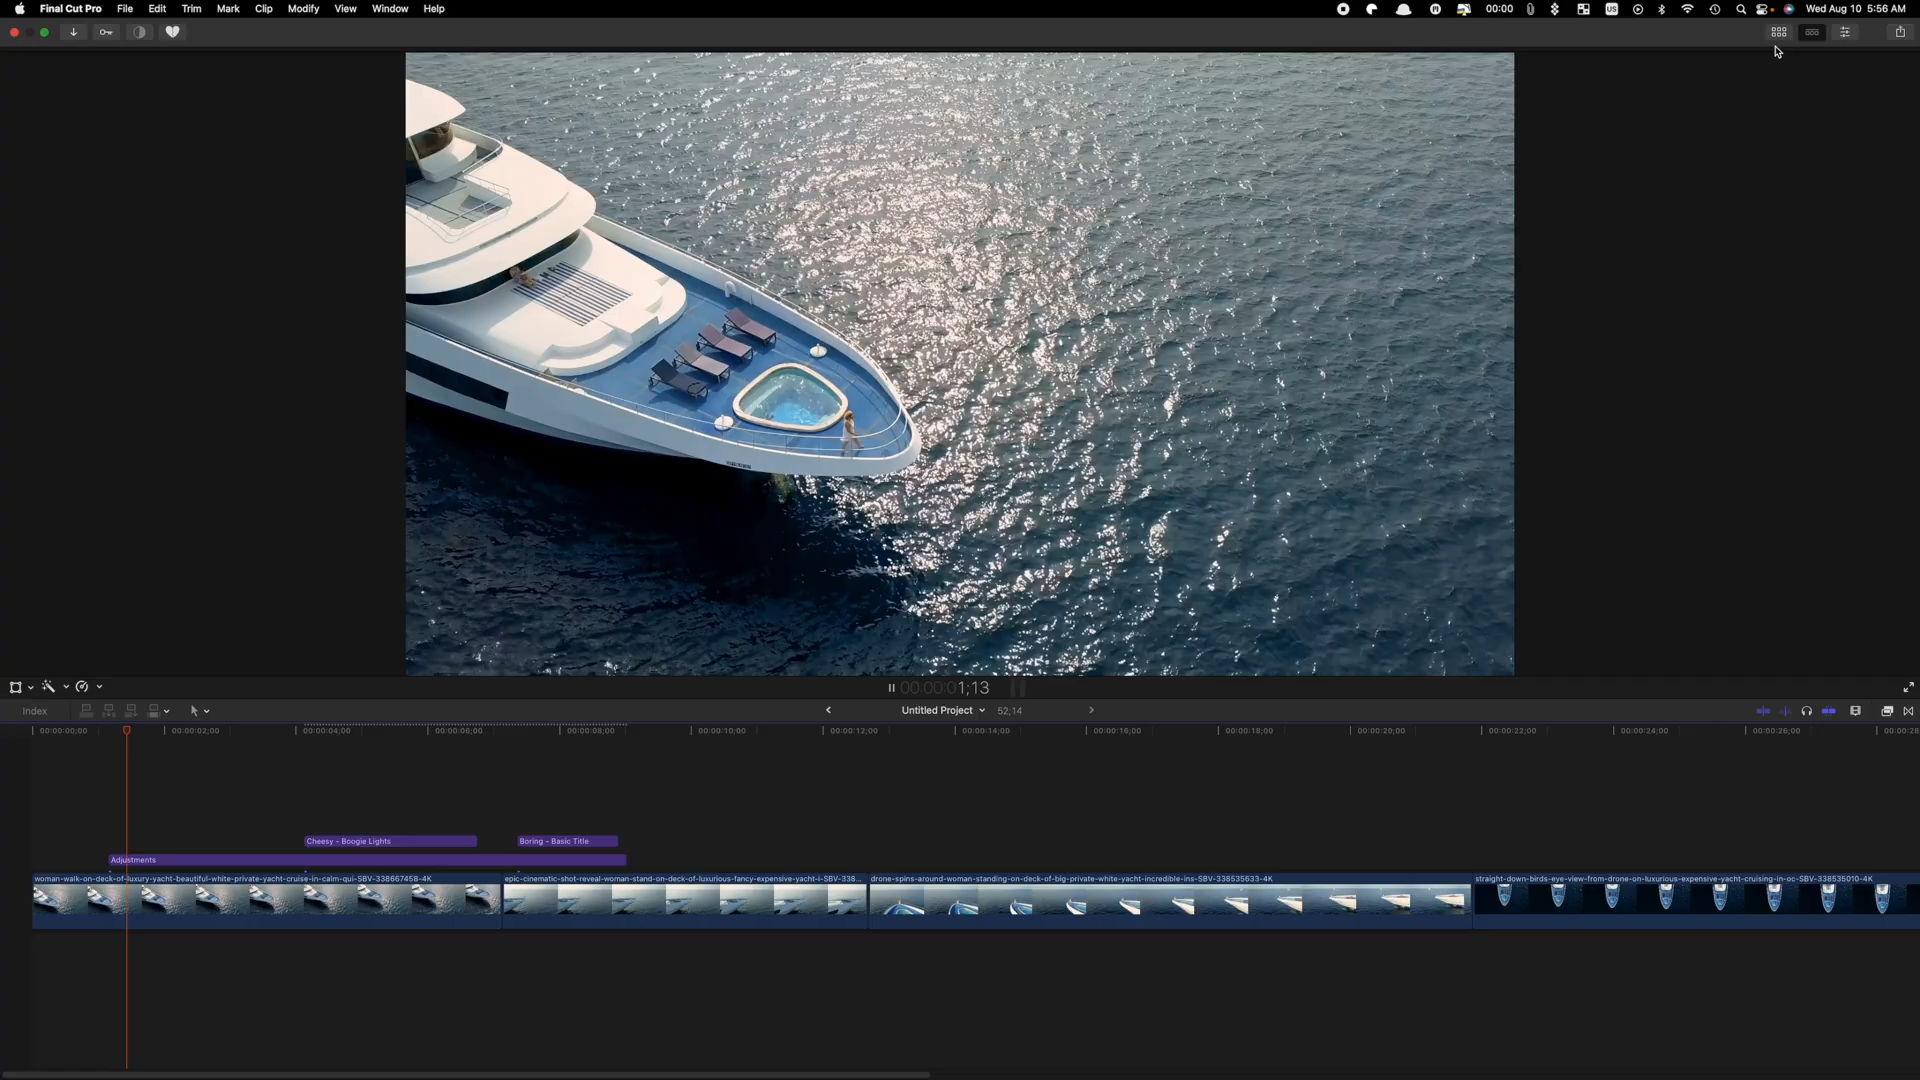 Final Cut Pro File Edit Trim Mark Clip Modify View Window Help 00:00 US Wed Aug 10 5:56 AM
00:00:01;13
Index Untitled Project 52;14
00:00:00;00 00:00:02;00 00:00:04;00 00:00:06;00 00:00:08;00 00:00:10;00 00:00:12;00 00:00:14;00 00:00:16;00 00:00:18;00 00:00:20;00 00:00:22;00 00:00:24;00 00:00:26;00 00:00:28
Cheesy - Boogie Lights Boring - Basic Title
Adjustments
woman-walk-on-deck-of-luxury-yacht-beautiful-white-private-yacht-cruise-in-calm-qui-SBV-338667458-4K epic-cinematic-shot-reveal-woman-stand-on-deck-of-luxurious-fancy-expensive-yacht-i-SBV-338... drone-spins-around-woman-standing-on-deck-of-big-private-white-yacht-incredible-ins-SBV-338535633-4K straight-down-birds-eye-view-from-drone-on-luxurious-expensive-yacht-cruising-in-oc-SBV-338535010-4K